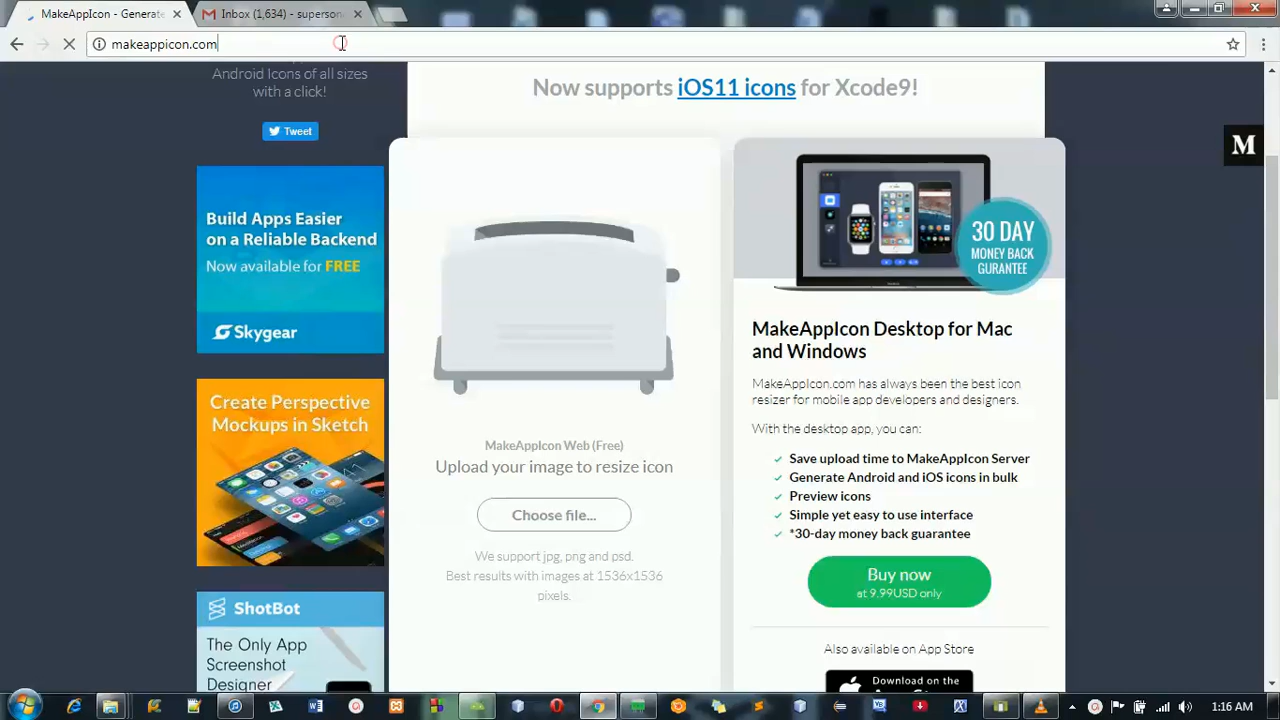 MakeAppIcon - Generate
Inbox (1,634) - superson
makeappicon.com
Android Icons of all sizes
with a click!
Tweet
Now supports iOS11 icons for Xcode9!
M
Build Apps Easier
on a Reliable Backend
Now available for FREE
Skygear
Create Perspective
Mockups in Sketch
ShotBot
The Only App
Screenshot
Designer
MakeAppIcon Web (Free)
Upload your image to resize icon
Choose file...
We support jpg, png and psd.
Best results with images at 1536x1536
pixels.
30 DAY
MONEY BACK
GURANTEE
MakeAppIcon Desktop for Mac
and Windows
MakeAppIcon.com has always been the best icon
resizer for mobile app developers and designers.
With the desktop app, you can:
Save upload time to MakeAppIcon Server
Generate Android and iOS icons in bulk
Preview icons
Simple yet easy to use interface
*30-day money back guarantee
Buy now
at 9.99USD only
Also available on App Store
Download on the
1:16 AM